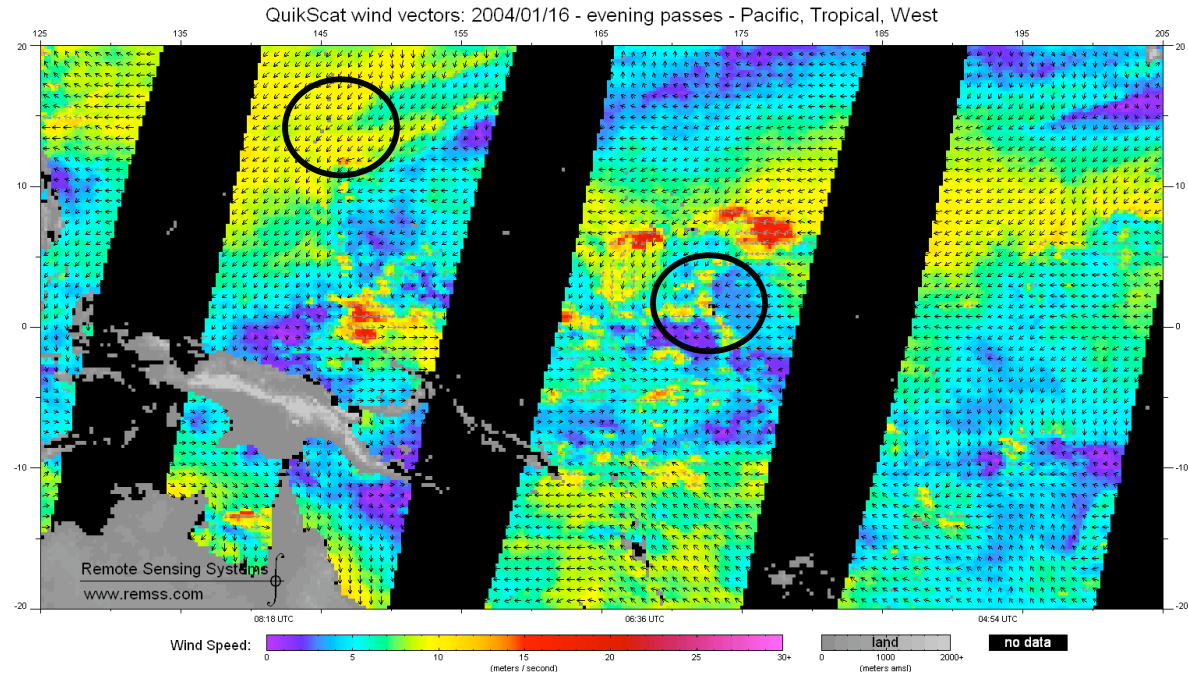 QuikScat wind vectors: 2004/01/16 - evening passes - Pacific, Tropical, West
125 135 145 155 165 175 185 195 205
20 20
10 10
0 0
-10 -10
-20 -20
Remote Sensing Systems
www.remss.com
08:18 UTC 06:36 UTC 04:54 UTC
Wind Speed: land no data
0 5 10 15 20 25 30+ 0 1000 2000+
(meters / second) (meters amsl)